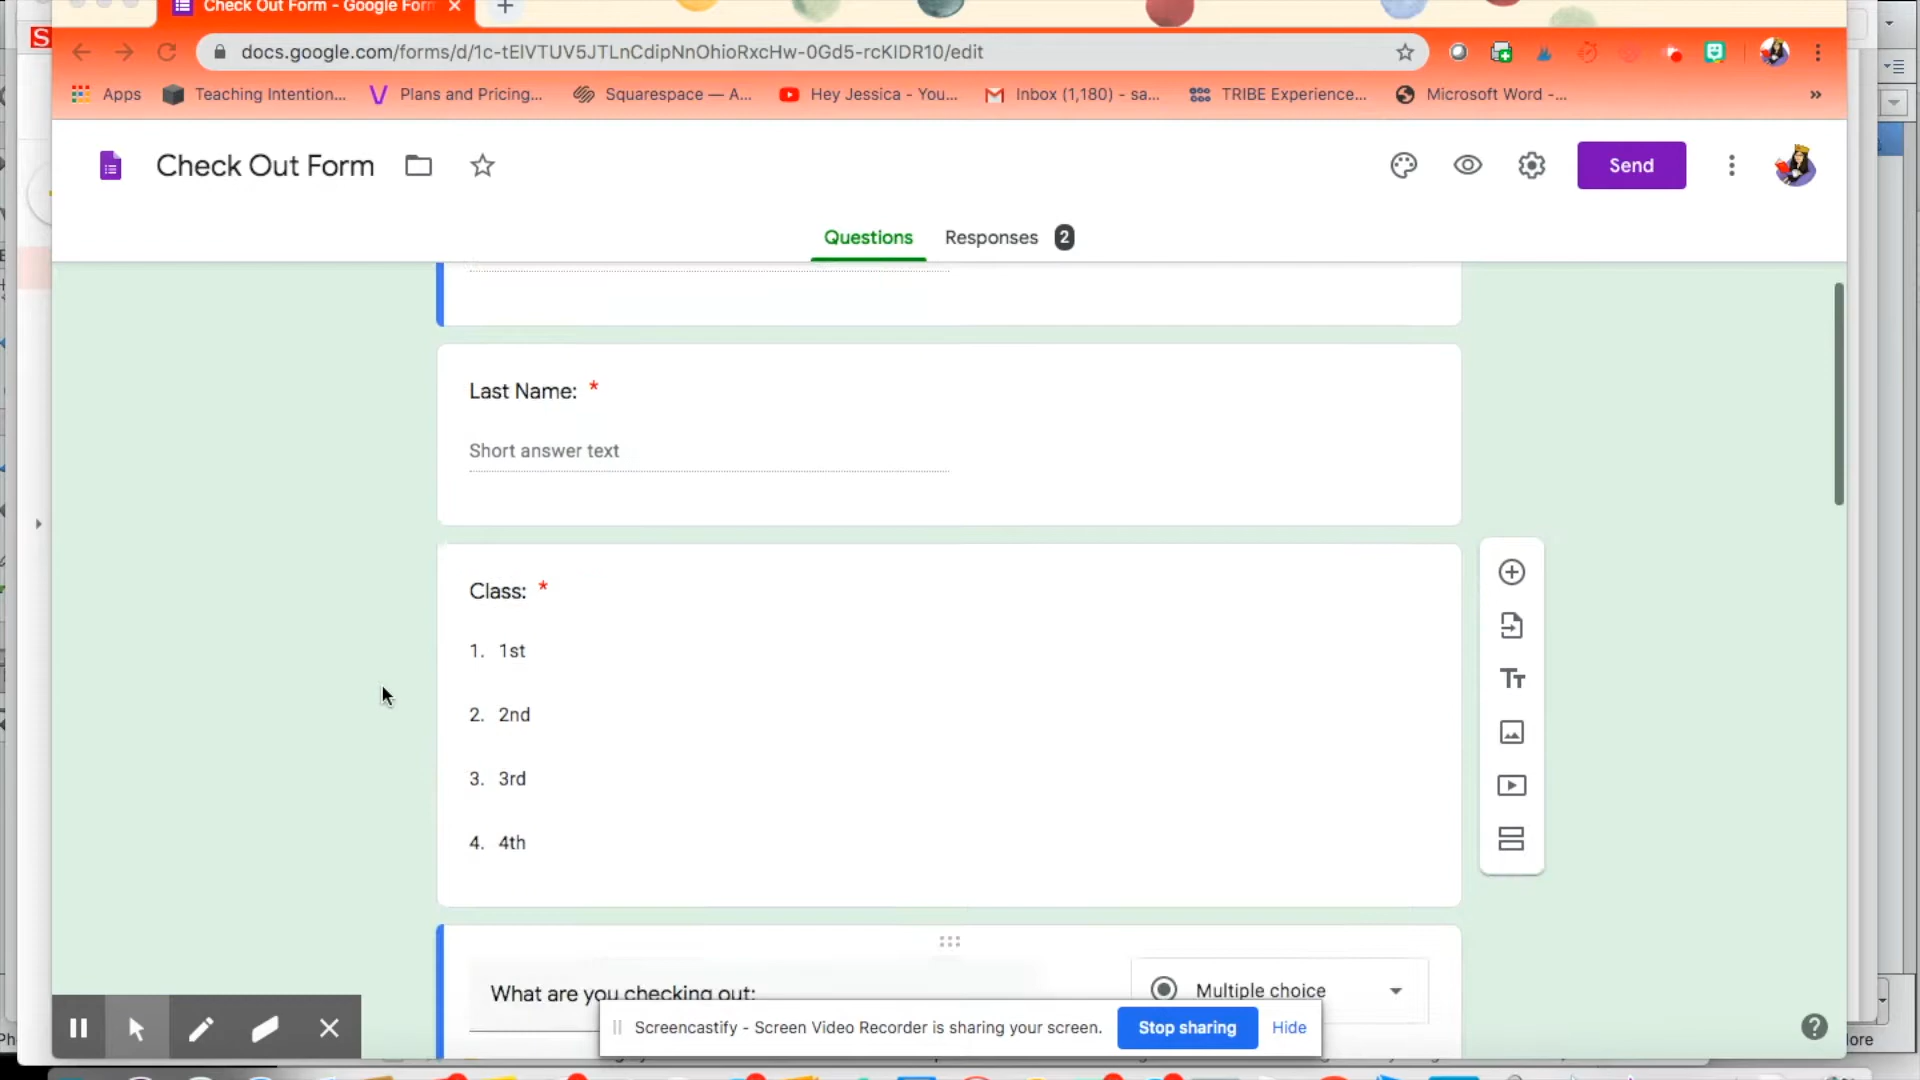 Check Out Form - Google Form
docs.google.com/forms/d/1c-tElVTUV5JTLnCdipNnOhioRxcHw-0Gd5-rcKlDR10/edit
Apps Teaching Intention... Plans and Pricing... Squarespace — A... Hey Jessica - You... Inbox (1,180) - sa... TRIBE Experience... Microsoft Word -... »
Check Out Form Send
Questions Responses 2
Last Name: *
Short answer text
Class: *
1. 1st
2. 2nd
3. 3rd
4. 4th
What are you checking out: Multiple choice
Screencastify - Screen Video Recorder is sharing your screen. Stop sharing Hide